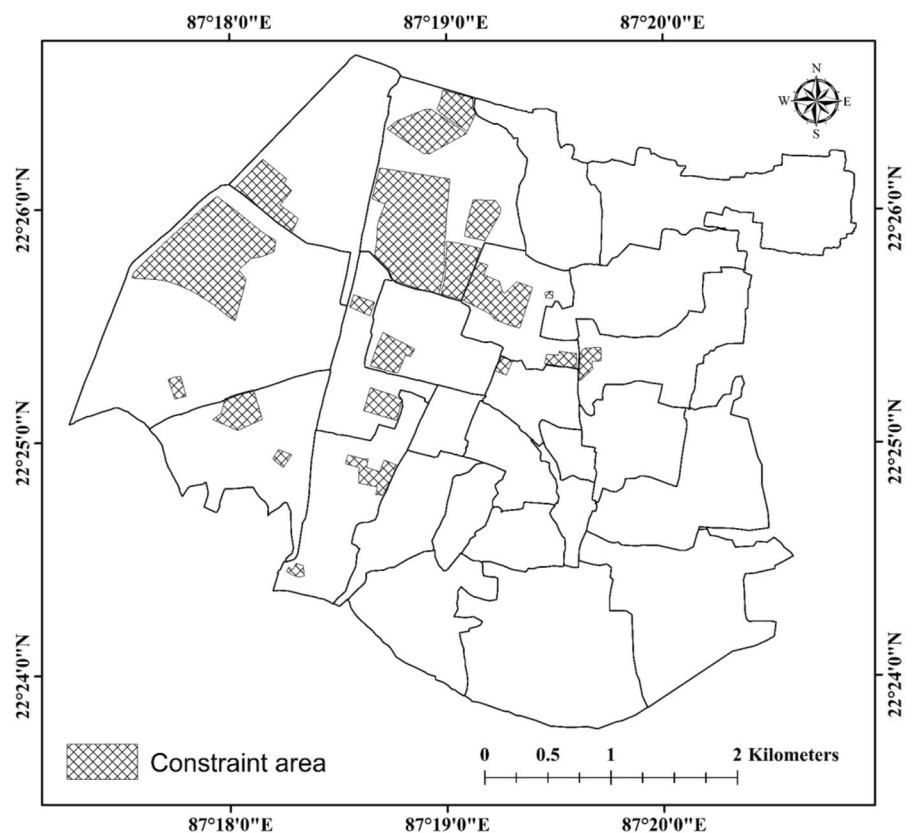 87°18'0"E 87°19'0"E 87°20'0"E
N
W E
S
22°26'0"N 22°26'0"N
22°25'0"N 22°25'0"N
22°24'0"N 22°24'0"N
Constraint area
0 0.5 1 2 Kilometers
87°18'0"E 87°19'0"E 87°20'0"E